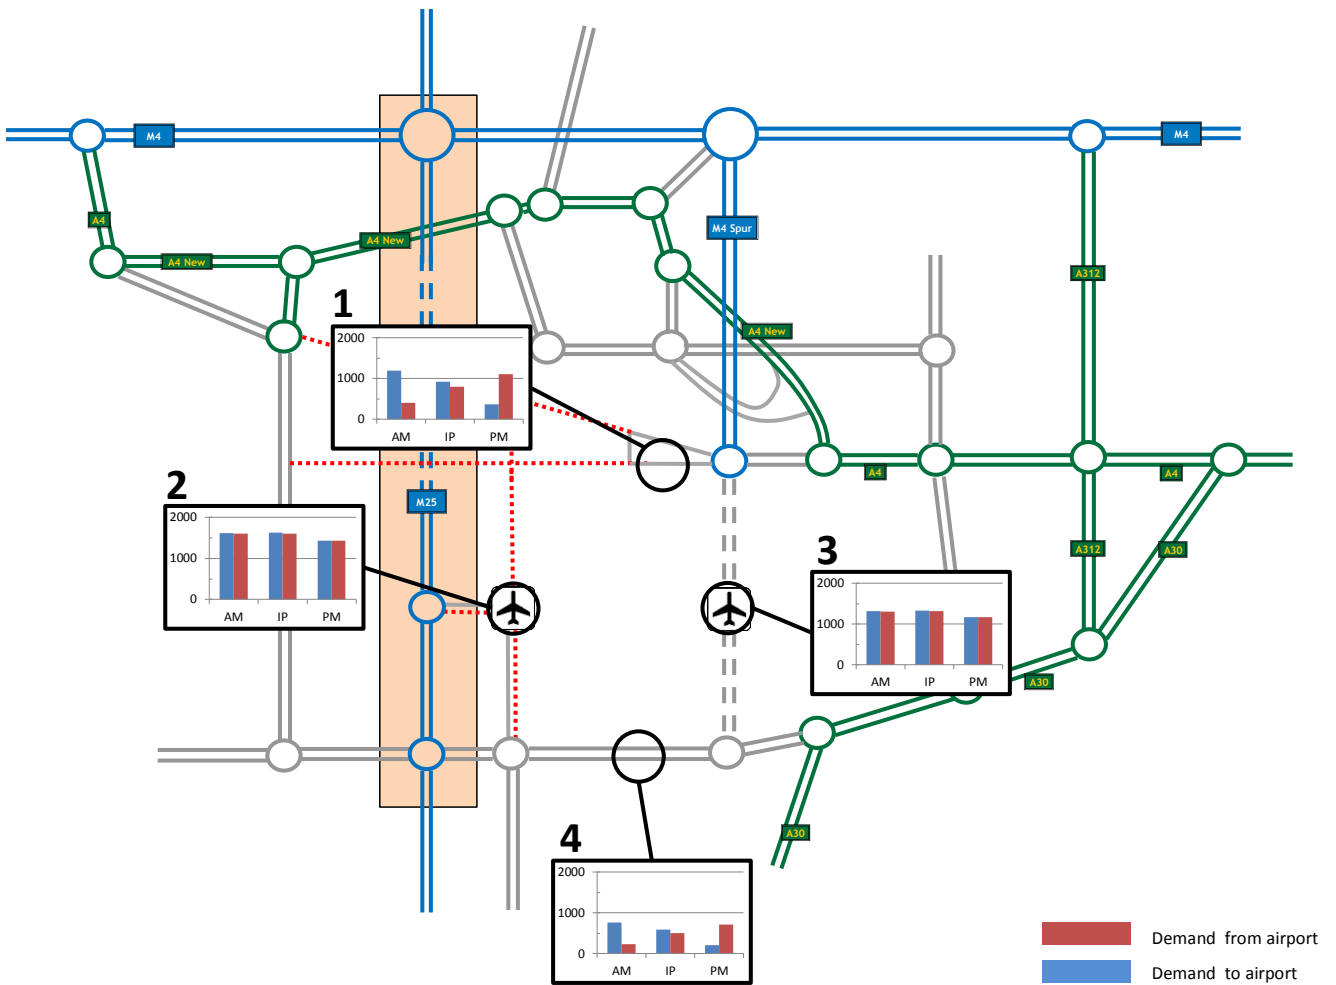 M4
M4
A4
M4 Spur
A4 New
A4 New
A312
1
2000
1000
0
AM IP PM
A4 New
A4
A4
2
M25
2000
1000
0
AM IP PM
3
A312
A30
2000
1000
0
AM IP PM
A30
4
A30
2000
1000
0
AM IP PM
Demand from airport
Demand to airport